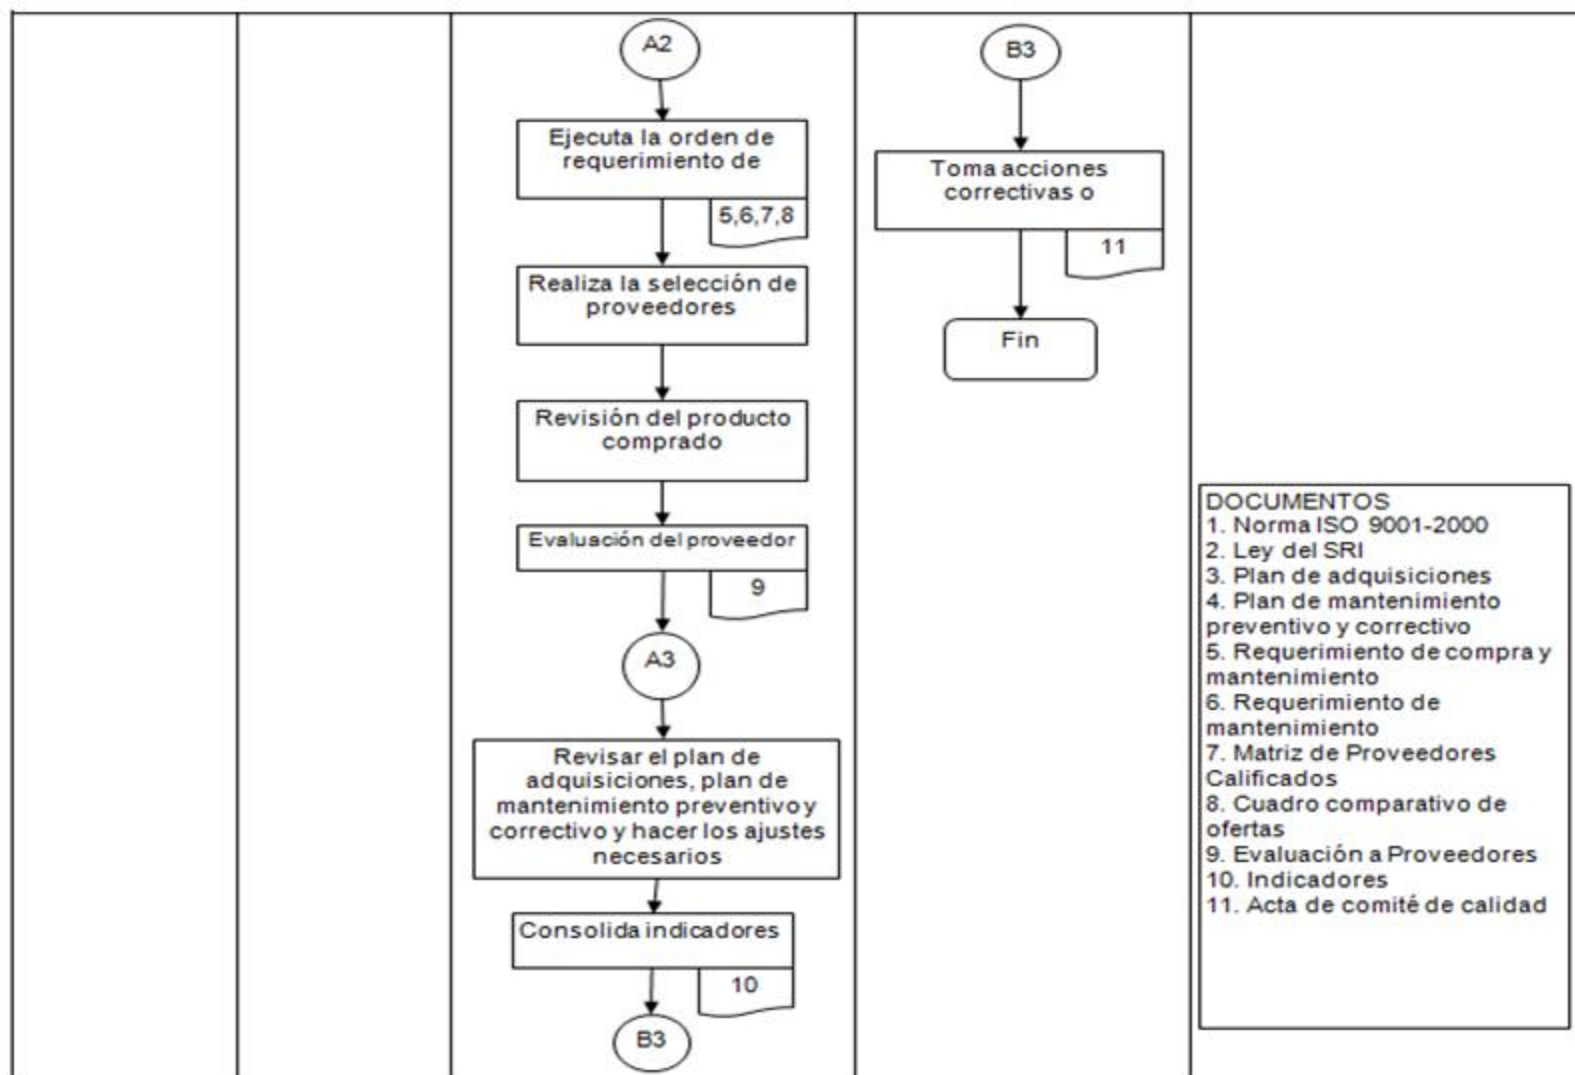 A2
Ejecuta la orden de
requerimiento de
5,6,7,8
Realiza la selección de
proveedores
Revisión del producto
comprado
Evaluación del proveedor
9
A3
Revisar el plan de
adquisiciones, plan de
mantenimiento preventivo y
correctivo y hacer los ajustes
necesarios
Consolida indicadores
10
B3
B3
Toma acciones
correctivas o
11
Fin
DOCUMENTOS
1. Norma ISO 9001-2000
2. Ley del SRI
3. Plan de adquisiciones
4. Plan de mantenimiento
preventivo y correctivo
5. Requerimiento de compra y
mantenimiento
6. Requerimiento de
mantenimiento
7. Matriz de Proveedores
Calificados
8. Cuadro comparativo de
ofertas
9. Evaluación a Proveedores
10. Indicadores
11. Acta de comité de calidad